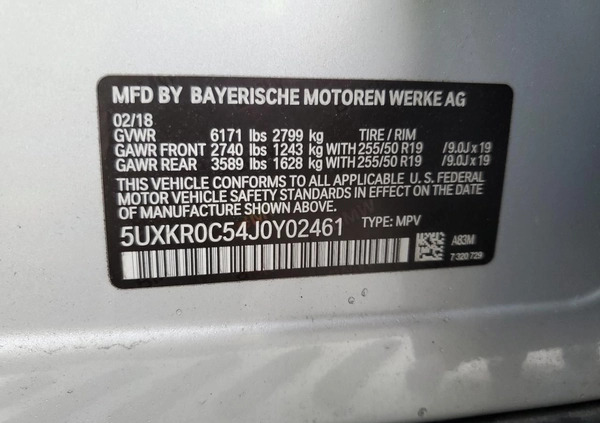 MFD BY BAYERISCHE MOTOREN WERKE AG
02/18
GVWR 6171 lbs 2799 kg TIRE / RIM
GAWR FRONT 2740 lbs 1243 kg WITH 255/50 R19 /9.0J x 19
GAWR REAR 3589 lbs 1628 kg WITH 255/50 R19 /9.0J x 19
THIS VEHICLE CONFORMS TO ALL APPLICABLE U. S. FEDERAL
MOTOR VEHICLE SAFETY STANDARDS IN EFFECT ON THE DATE OF
MANUFACTURE SHOWN ABOVE.
5UXKR0C54J0Y02461 TYPE: MPV
A83M
7 320 729